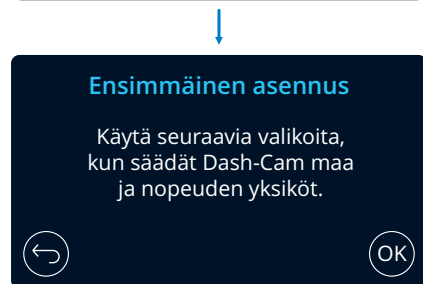 Ensimmäinen asennus
Käytä seuraavia valikoita,
kun säädät Dash-Cam maa
ja nopeuden yksiköt.
OK